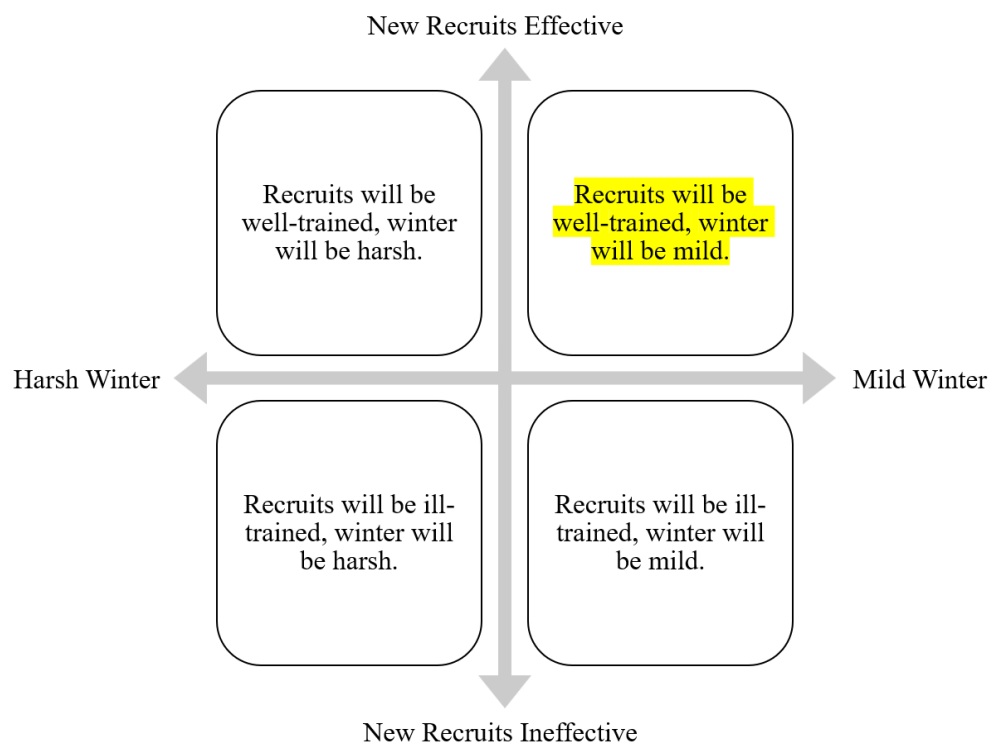 New Recruits Effective
Recruits will be
well-trained, winter
will be harsh.
Recruits will be
well-trained, winter
will be mild.
Harsh Winter
Mild Winter
Recruits will be ill-
trained, winter will
be harsh.
Recruits will be ill-
trained, winter will
be mild.
New Recruits Ineffective